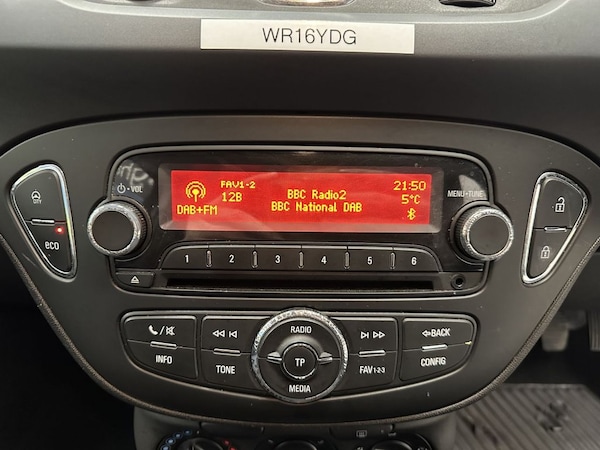 WR16YDG
FAV1-2
21:50
⏻-VOL
12B
BBC Radio2
5°C
MENU-TUNE
DAB+FM
BBC National DAB
CITY
eco
1 2 3 4 5 6
RADIO
BACK
INFO
TONE
TP
FAV1-2-3
CONFIG
MEDIA